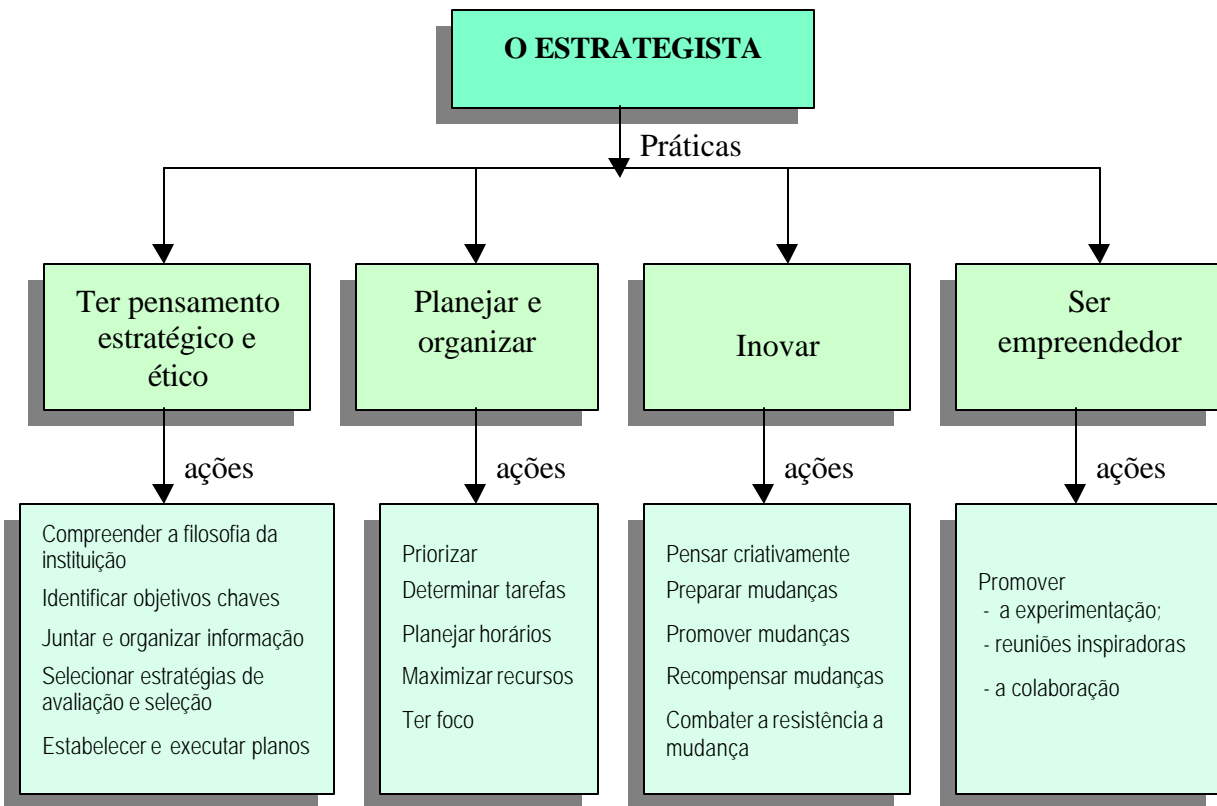 O ESTRATEGISTA
Práticas
Ter pensamento
estratégico e
ético
Planejar e
organizar
Inovar
Ser
empreendedor
ações
ações
ações
ações
Compreender a filosofia da
instituição
Identificar objetivos chaves
Juntar e organizar informação
Selecionar estratégias de
avaliação e seleção
Estabelecer e executar planos
Priorizar
Determinar tarefas
Planejar horários
Maximizar recursos
Ter foco
Pensar criativamente
Preparar mudanças
Promover mudanças
Recompensar mudanças
Combater a resistência a
mudança
Promover
- a experimentação;
- reuniões inspiradoras
- a colaboração